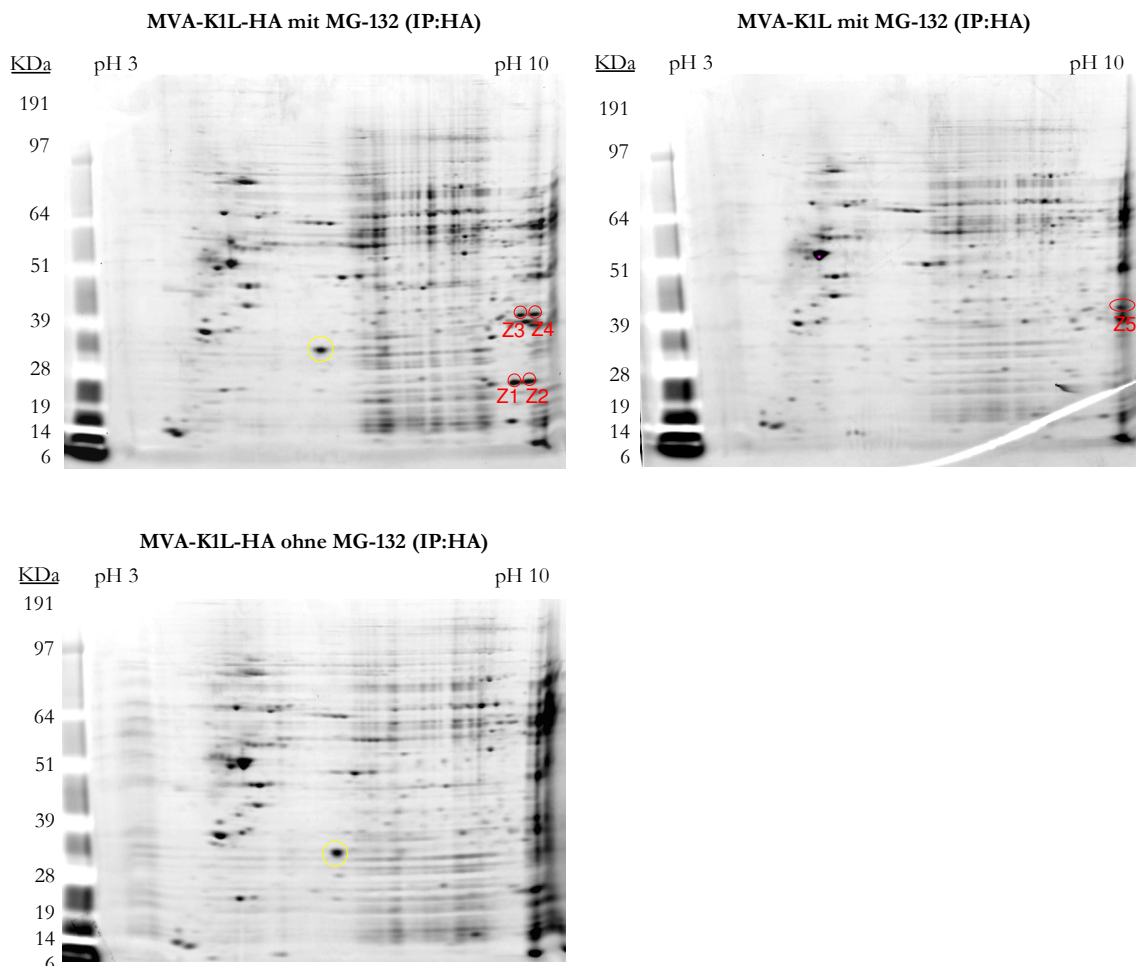 MVA-K1L-HA mit MG-132 (IP:HA)
KDa
pH 3
pH 10
191
97
64
51
39
28
19
14
6
Z3 Z4
Z1 Z2
MVA-K1L mit MG-132 (IP:HA)
KDa
pH 3
pH 10
191
97
64
51
39
28
19
14
6
Z5
MVA-K1L-HA ohne MG-132 (IP:HA)
KDa
pH 3
pH 10
191
97
64
51
39
28
19
14
6